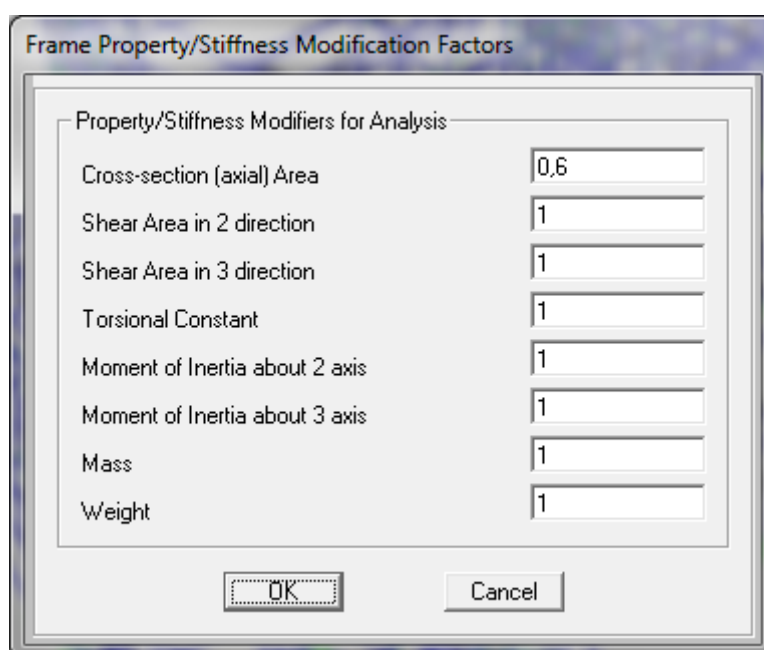 Frame Property/Stiffness Modification Factors
Property/Stiffness Modifiers for Analysis
Cross-section (axial) Area 0,6
Shear Area in 2 direction 1
Shear Area in 3 direction 1
Torsional Constant 1
Moment of Inertia about 2 axis 1
Moment of Inertia about 3 axis 1
Mass 1
Weight 1
OK Cancel